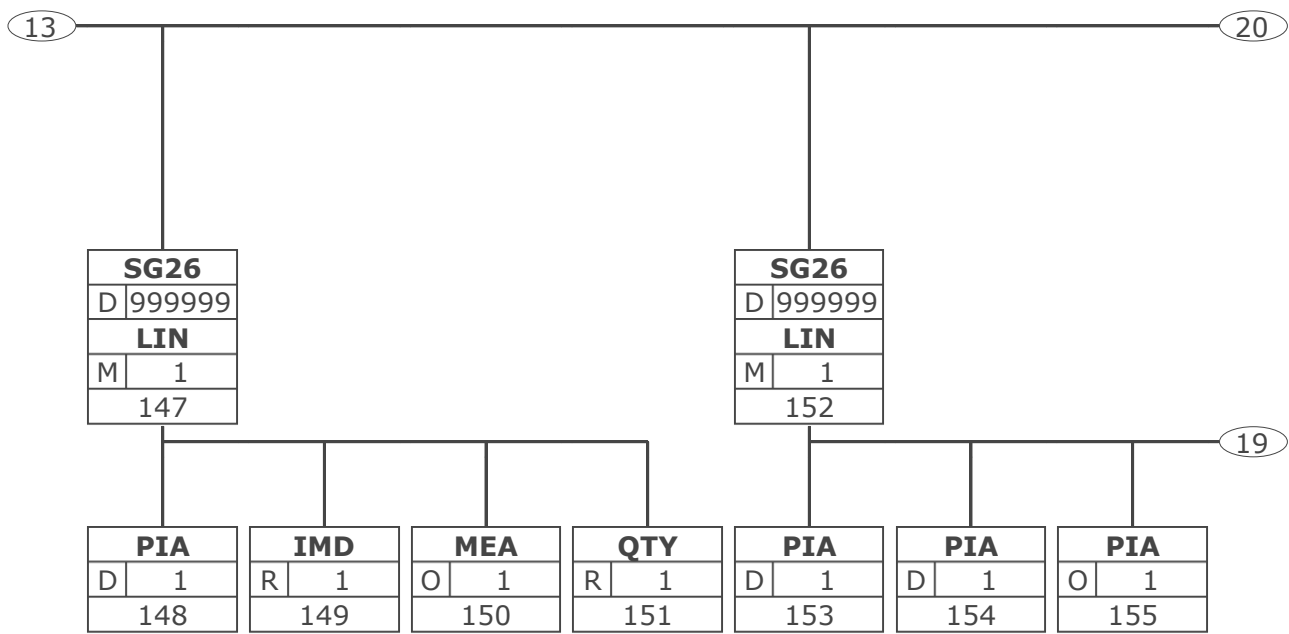 13 20
SG26 SG26
D 999999 D 999999
LIN LIN
M 1 M 1
147 152
19
PIA IMD MEA QTY PIA PIA PIA
D 1 R 1 O 1 R 1 D 1 D 1 O 1
148 149 150 151 153 154 155